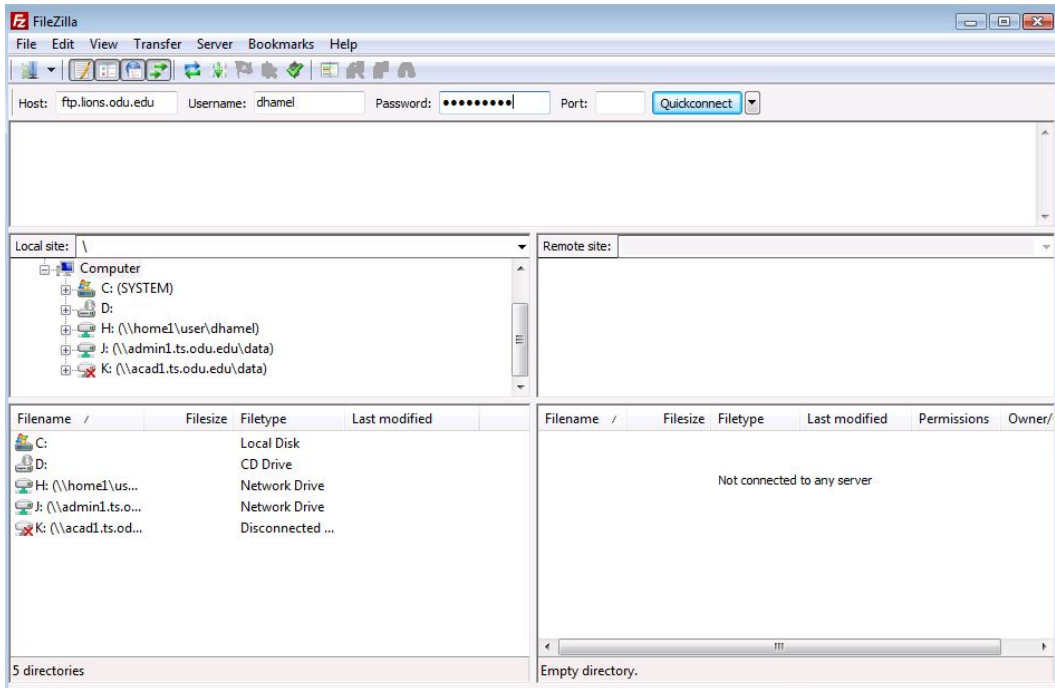 FileZilla
File Edit View Transfer Server Bookmarks Help
Host: ftp.lions.odu.edu Username: dhamel Password: ●●●●●●●●● Port: Quickconnect
Local site: \
Remote site:
Computer
C: (SYSTEM)
D:
H: (\\home1\user\dhamel)
J: (\\admin1.ts.odu.edu\data)
K: (\\acad1.ts.odu.edu\data)
Filename / Filesize Filetype Last modified
C: Local Disk
D: CD Drive
H: (\\home1\us... Network Drive
J: (\\admin1.ts.o... Network Drive
K: (\\acad1.ts.od... Disconnected ...
5 directories
Filename / Filesize Filetype Last modified Permissions Owner/
Not connected to any server
Empty directory.